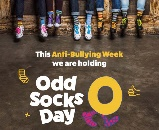 This Anti-Bullying Week
we are holding
Odd
Socks
Day